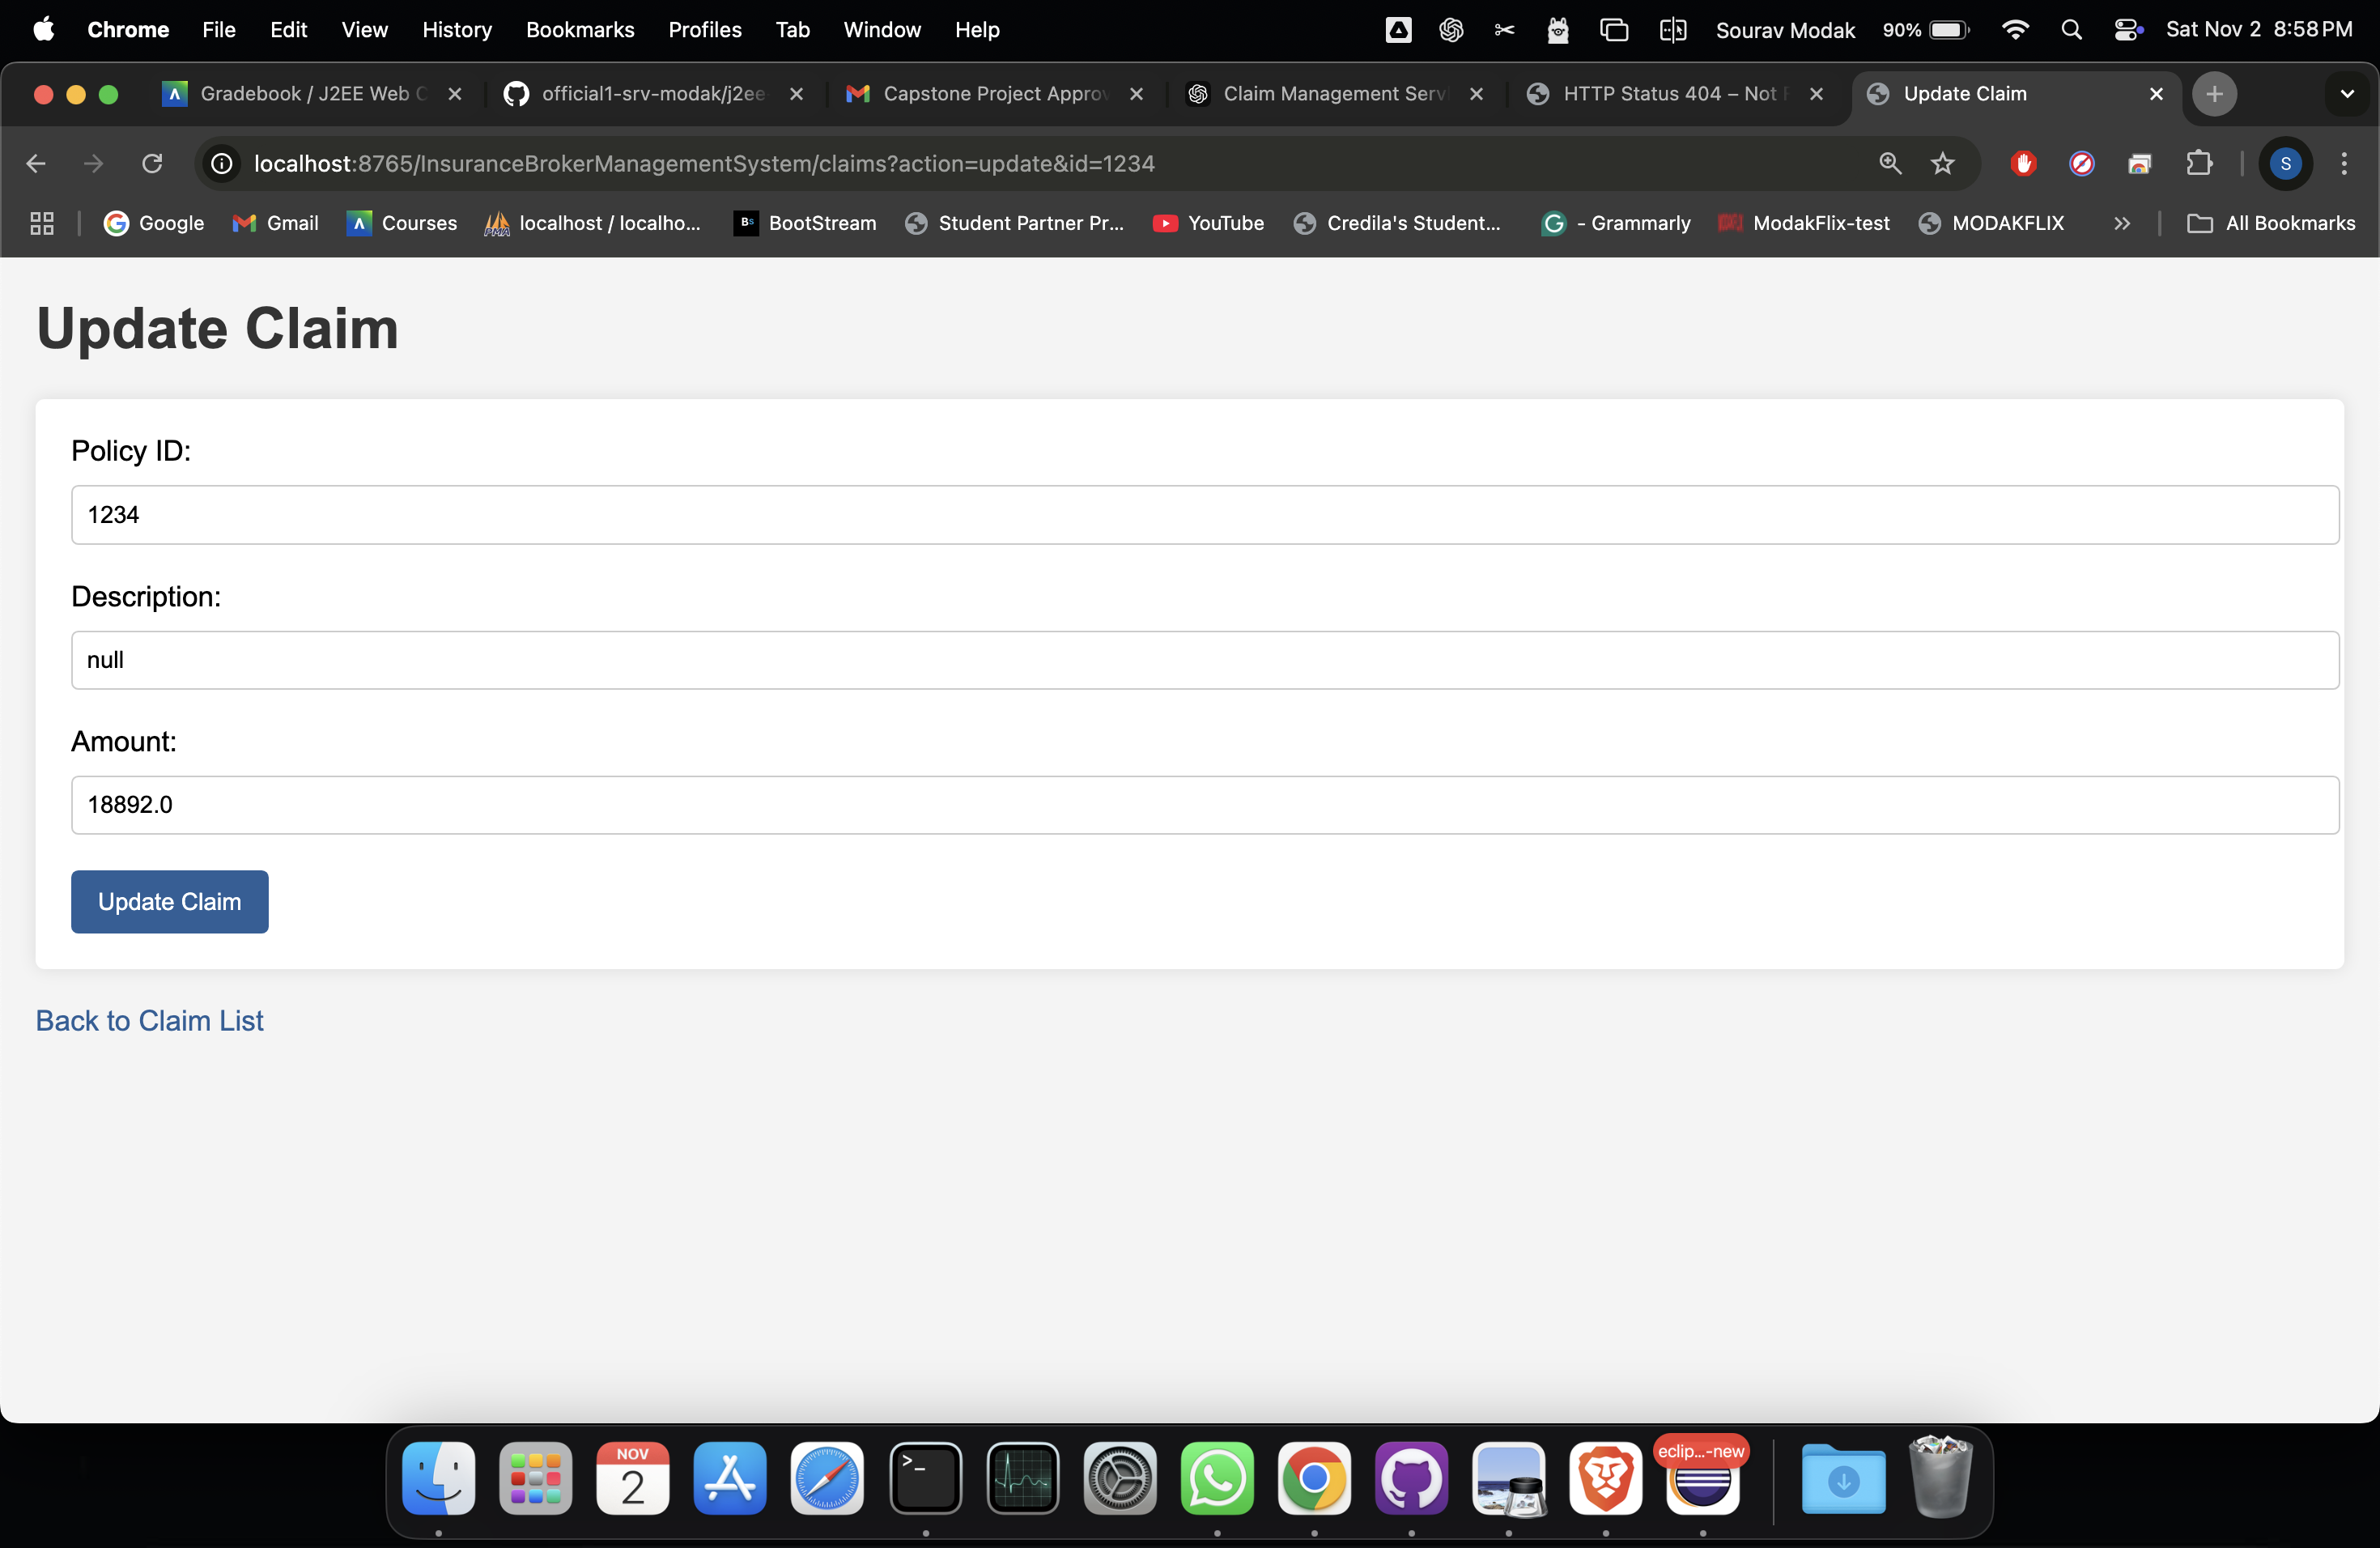 Chrome File Edit View History Bookmarks Profiles Tab Window Help Sourav Modak 90% Sat Nov 2 8:58 PM
Gradebook / J2EE Web C official1-srv-modak/j2ee- Capstone Project Approv Claim Management Serv HTTP Status 404 – Not F Update Claim
localhost:8765/InsuranceBrokerManagementSystem/claims?action=update&id=1234 S
Google Gmail Courses localhost / localho... BootStream Student Partner Pr... YouTube Credila's Student... - Grammarly ModakFlix-test MODAKFLIX » All Bookmarks
Update Claim
Policy ID:
1234
Description:
null
Amount:
18892.0
Update Claim
Back to Claim List
eclip...-new
NOV
2